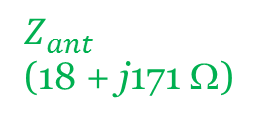 Z_ant
(18 + j171 Ω)